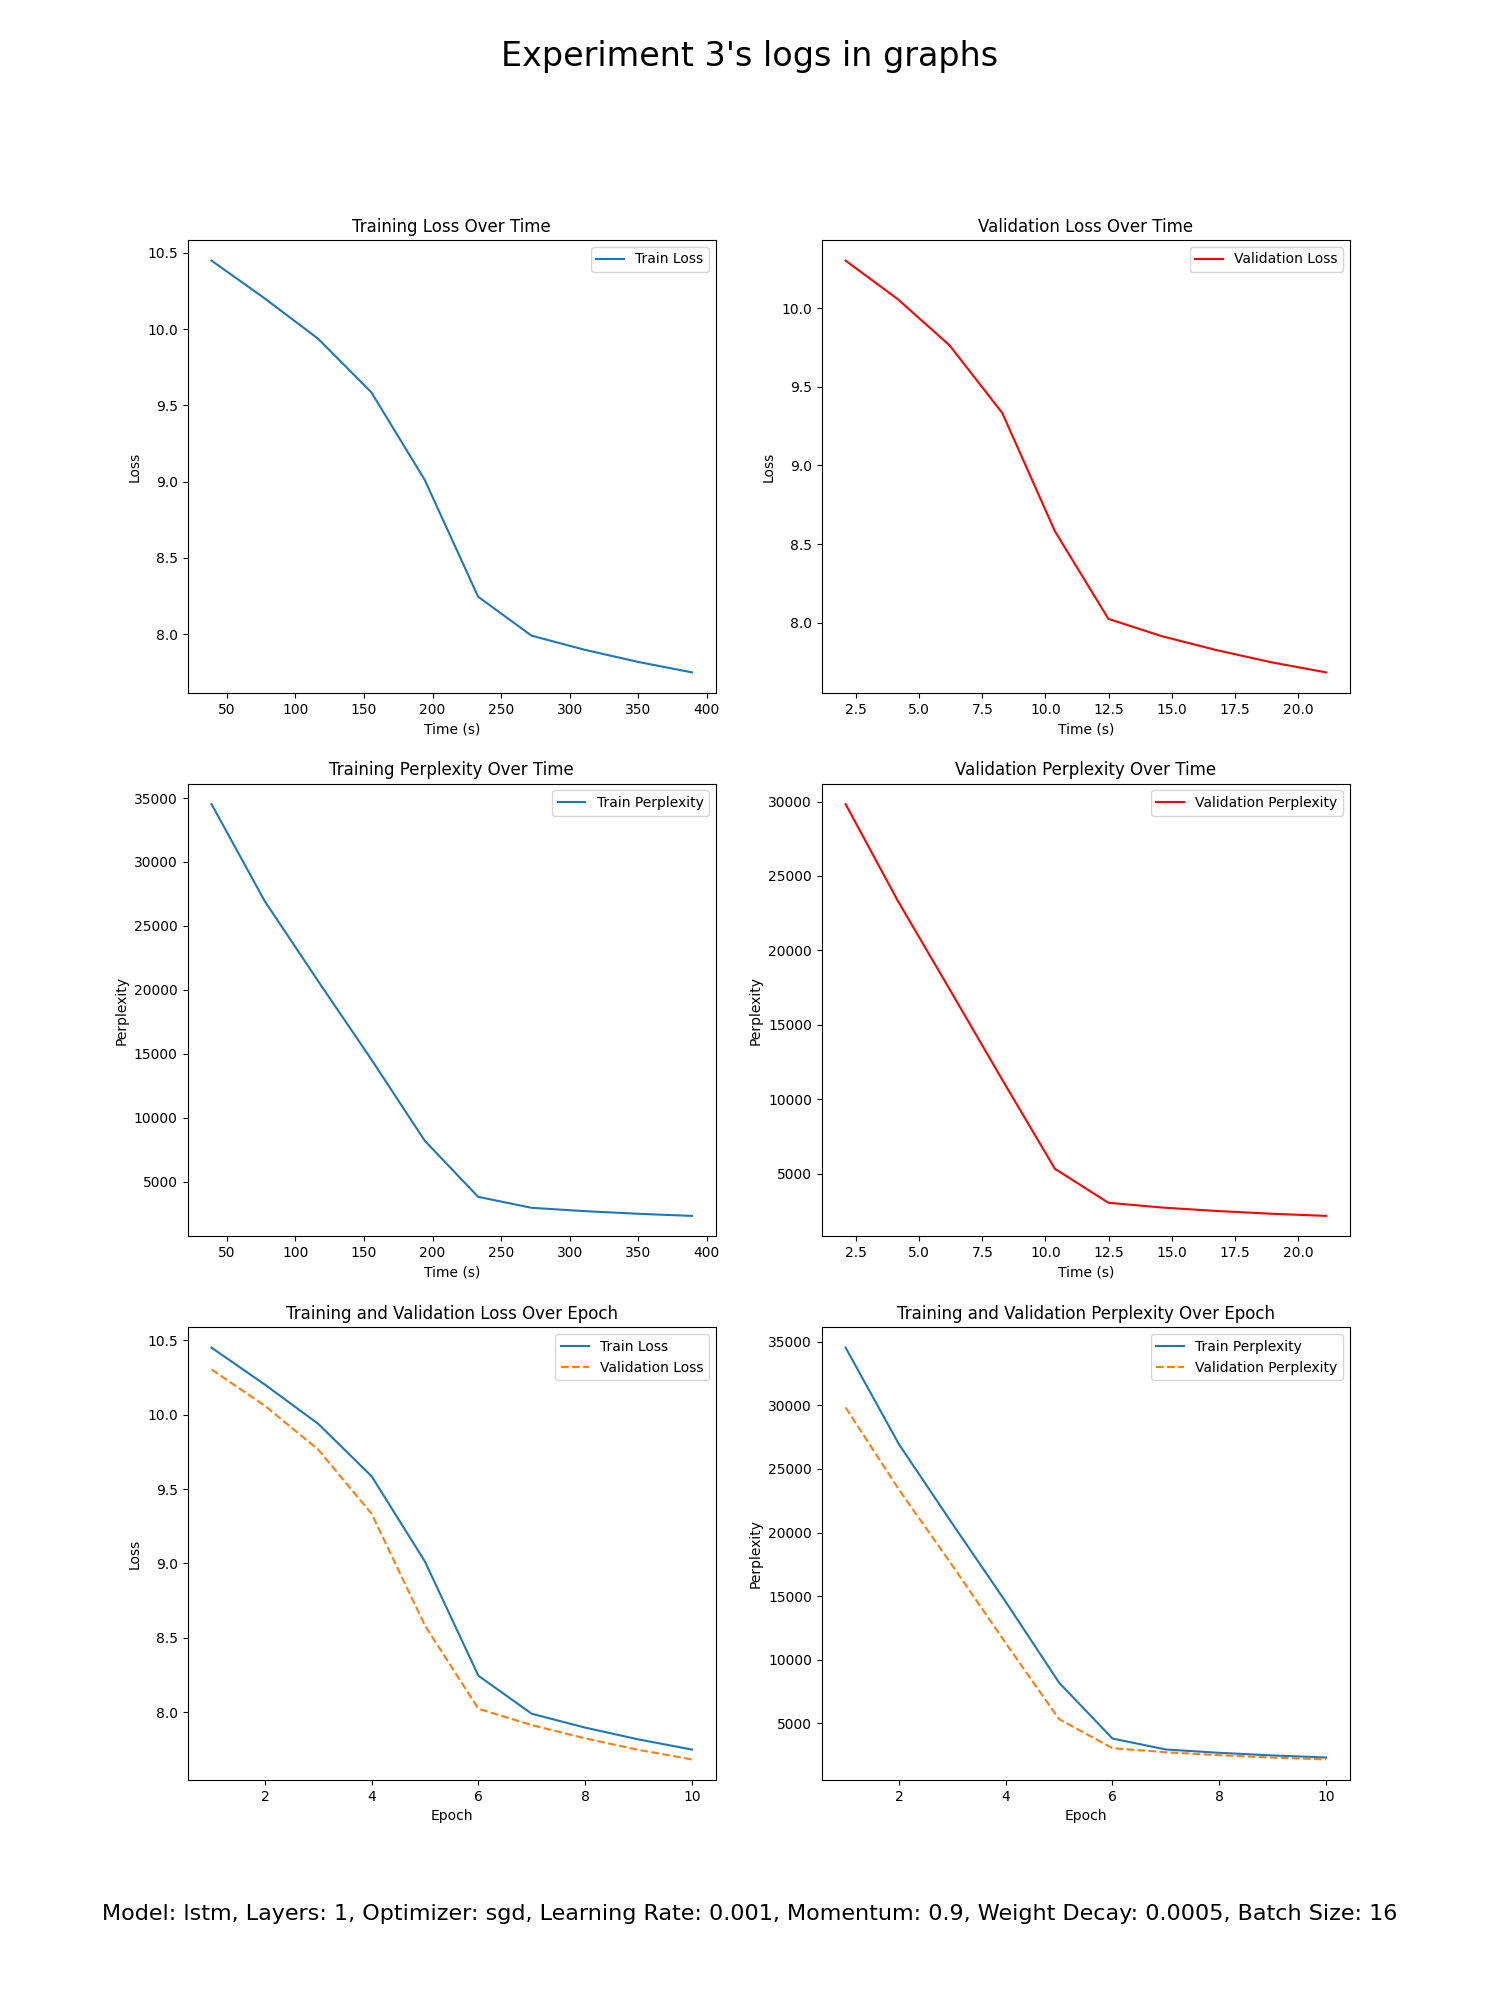 Experiment 3's logs in graphs
Training Loss Over Time
Train Loss
10.5
10.0
9.5
9.0
8.5
8.0
Loss
50 100 150 200 250 300 350 400
Time (s)
Validation Loss Over Time
Validation Loss
10.0
9.5
9.0
8.5
8.0
Loss
2.5 5.0 7.5 10.0 12.5 15.0 17.5 20.0
Time (s)
Training Perplexity Over Time
Train Perplexity
35000
30000
25000
20000
15000
10000
5000
Perplexity
50 100 150 200 250 300 350 400
Time (s)
Validation Perplexity Over Time
Validation Perplexity
30000
25000
20000
15000
10000
5000
Perplexity
2.5 5.0 7.5 10.0 12.5 15.0 17.5 20.0
Time (s)
Training and Validation Loss Over Epoch
Train Loss
Validation Loss
10.5
10.0
9.5
9.0
8.5
8.0
Loss
2 4 6 8 10
Epoch
Training and Validation Perplexity Over Epoch
Train Perplexity
Validation Perplexity
35000
30000
25000
20000
15000
10000
5000
Perplexity
2 4 6 8 10
Epoch
Model: lstm, Layers: 1, Optimizer: sgd, Learning Rate: 0.001, Momentum: 0.9, Weight Decay: 0.0005, Batch Size: 16